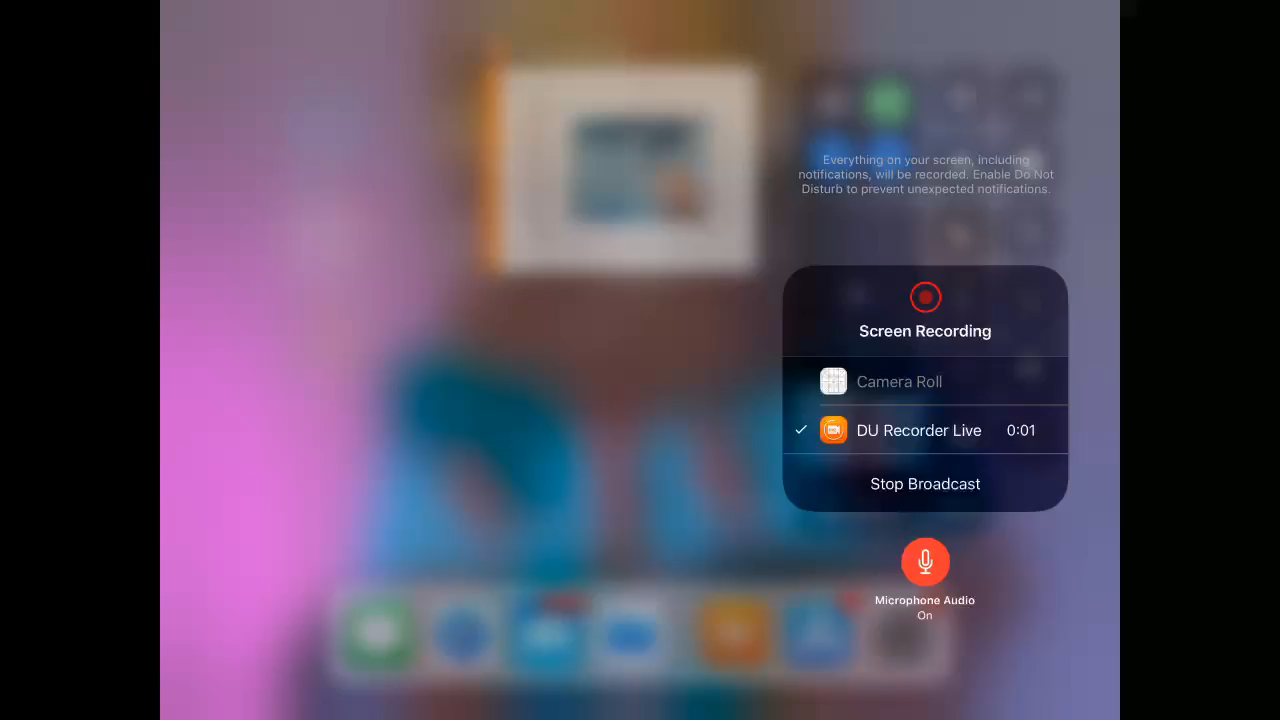 Everything on your screen, including
notifications, will be recorded. Enable Do Not
Disturb to prevent unexpected notifications.
Screen Recording
Camera Roll
DU Recorder Live 0:01
Stop Broadcast
Microphone Audio
On